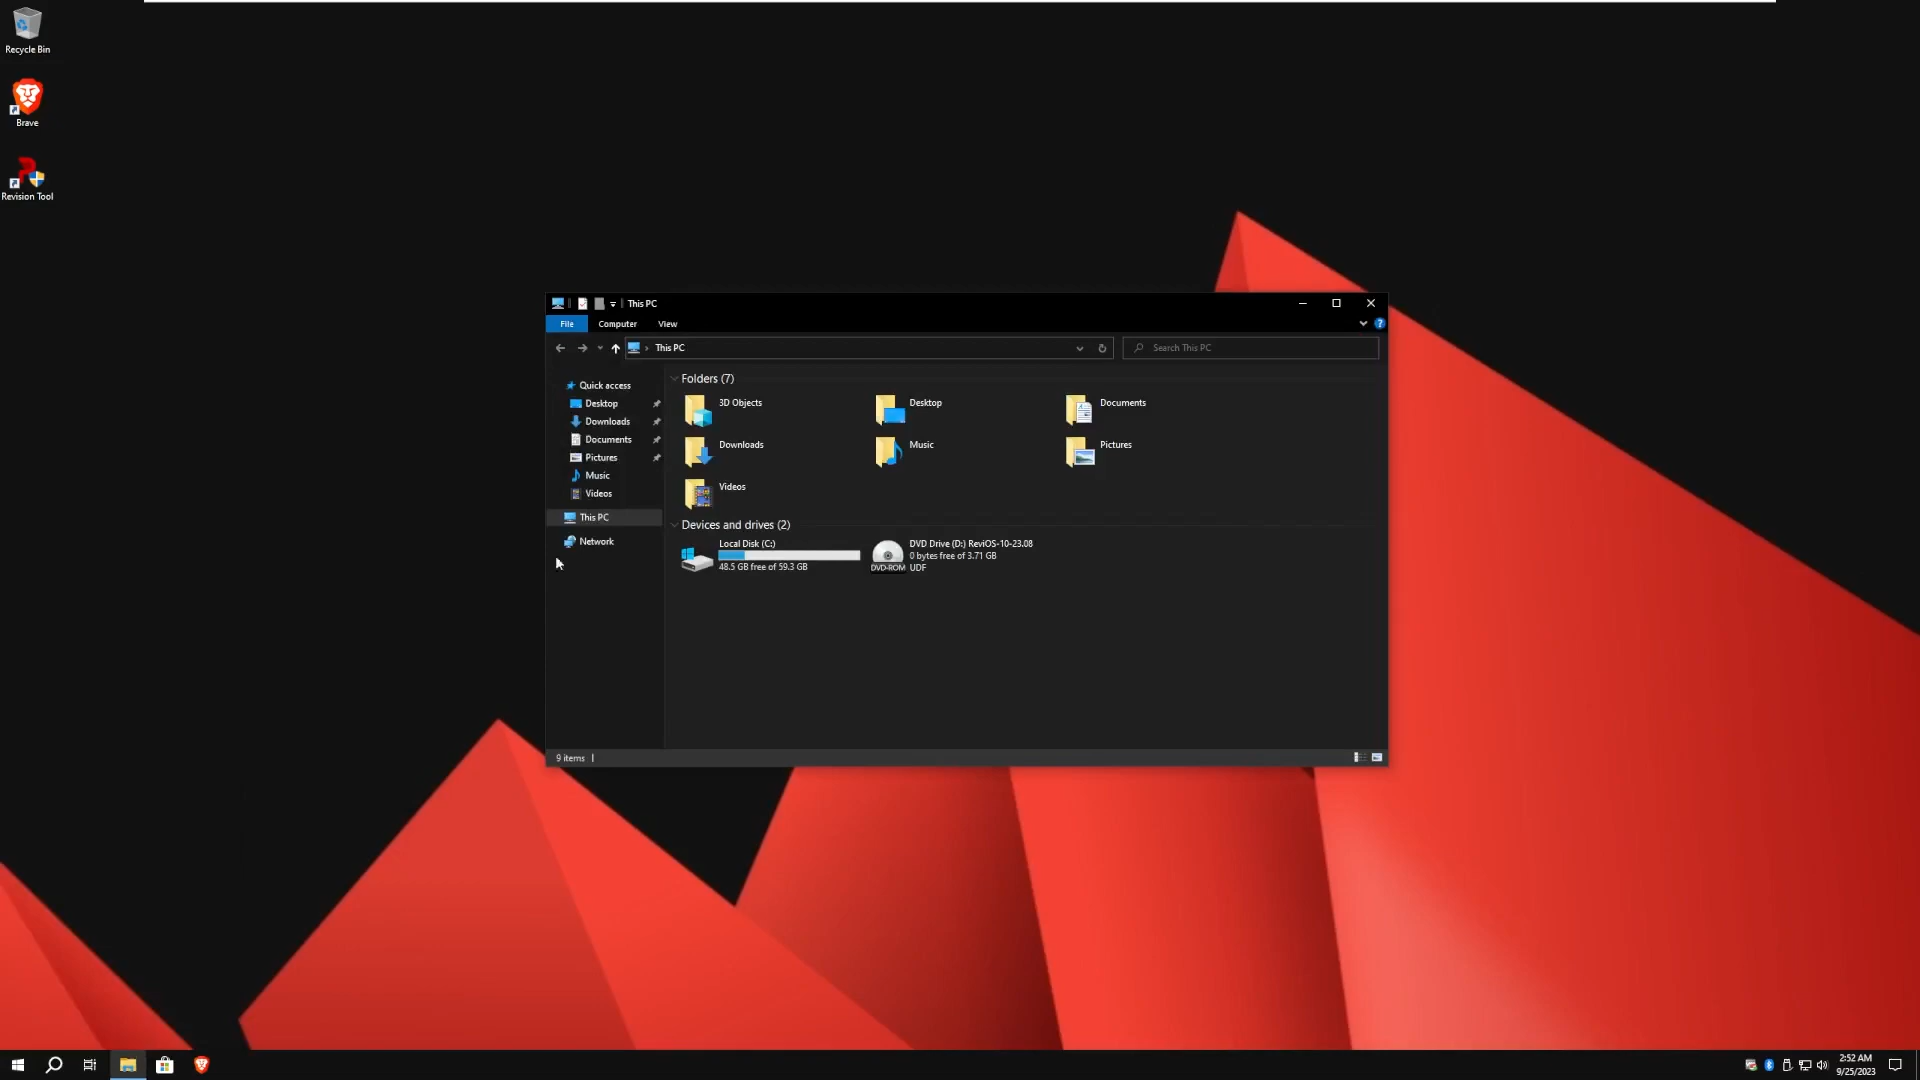 Recycle Bin
Brave
Revision Tool
This PC
File
Computer
View
This PC
Search This PC
Quick access
Desktop
Downloads
Documents
Pictures
Music
Videos
This PC
Network
Folders (7)
3D Objects
Desktop
Documents
Downloads
Music
Pictures
Videos
Devices and drives (2)
Local Disk (C:)
48.5 GB free of 59.3 GB
DVD-ROM
DVD Drive (D:) ReviOS-10-23.08
0 bytes free of 3.71 GB
UDF
9 items
2:52 AM
9/25/2023